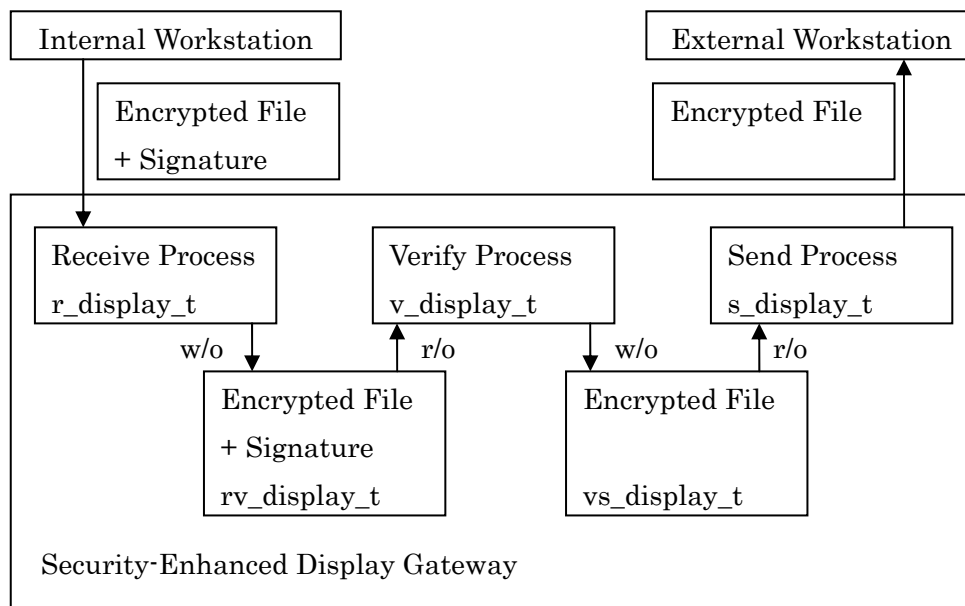 Internal Workstation
External Workstation
Encrypted File
+ Signature
Encrypted File
Receive Process
r_display_t
Verify Process
v_display_t
Send Process
s_display_t
w/o
r/o
w/o
r/o
Encrypted File
+ Signature
rv_display_t
Encrypted File
vs_display_t
Security-Enhanced Display Gateway